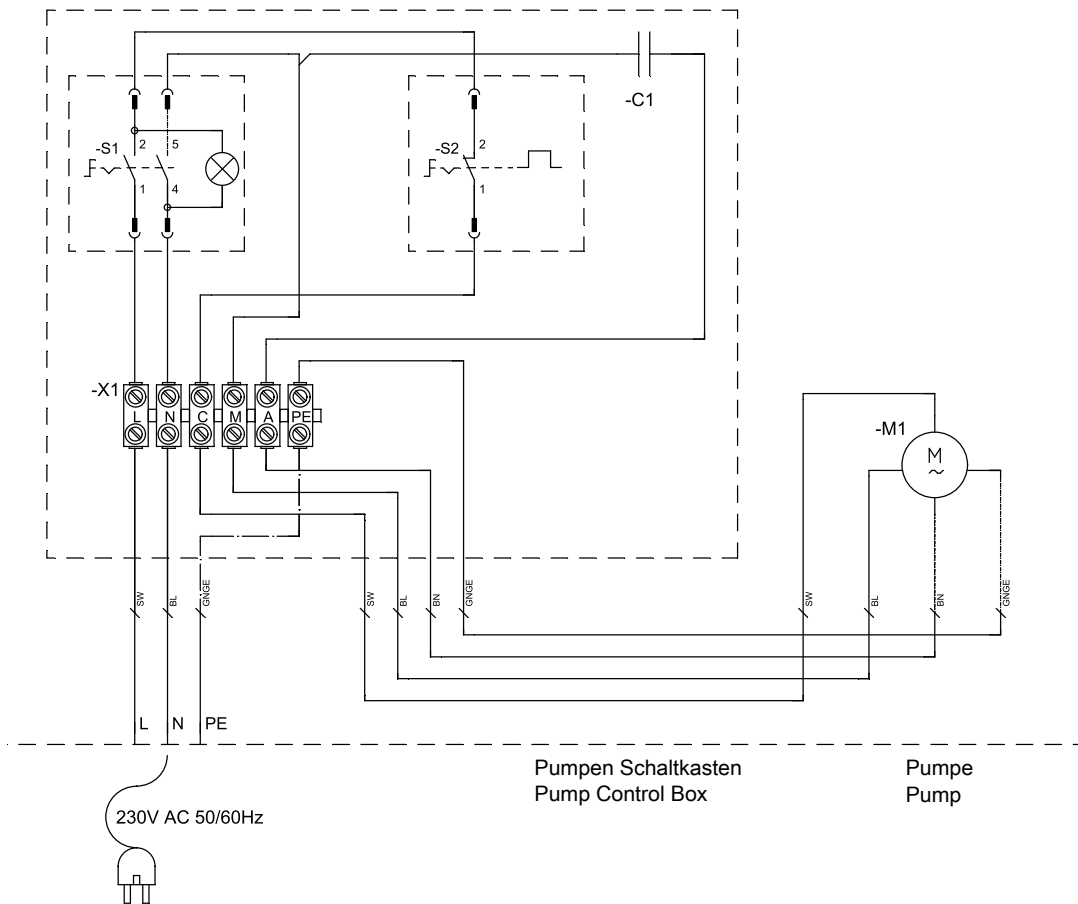 -C1
-S1
2
5
1
4
-S2
2
1
-X1
L
N
C
M
A
PE
-M1
M
~
SW
BL
GNGE
SW
BL
BN
GNGE
SW
BL
BN
GNGE
L
N
PE
Pumpen Schaltkasten
Pump Control Box
Pumpe
Pump
230V AC 50/60Hz